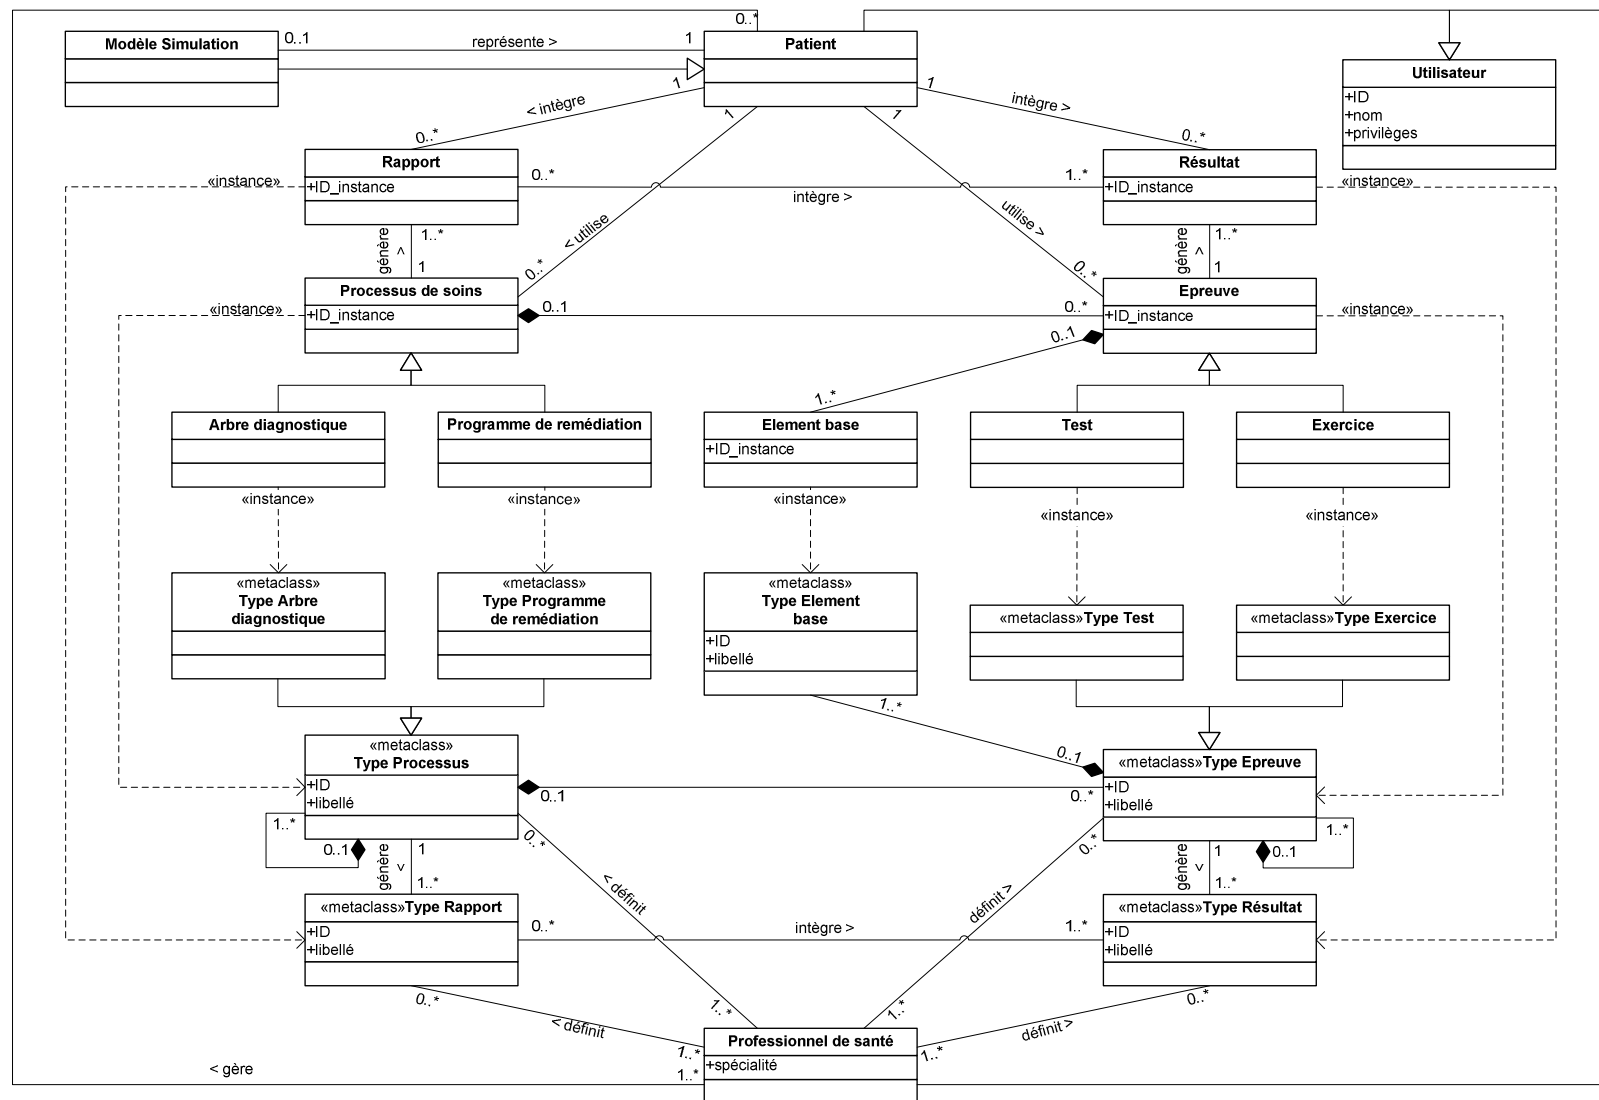 0..*
Modèle Simulation
0..1
représente >
1
Patient
Utilisateur
+ID
+nom
+privilèges
1
< intègre
0..*
1
< utilise
0..*
1
utilise >
0..*
1
intègre >
0..*
«instance»
Rapport
+ID_instance
0..*
intègre >
1..*
Résultat
+ID_instance
«instance»
génère
>
1..*
1
génère
>
1..*
1
«instance»
Processus de soins
+ID_instance
0..1
0..*
Epreuve
+ID_instance
«instance»
0..1
1..*
Arbre diagnostique
Programme de remédiation
Element base
+ID_instance
Test
Exercice
«instance»
«instance»
«instance»
«instance»
«instance»
«metaclass»
Type Arbre
diagnostique
«metaclass»
Type Programme
de remédiation
«metaclass»
Type Element
base
+ID
+libellé
«metaclass»Type Test
«metaclass»Type Exercice
1..*
0..1
«metaclass»
Type Processus
+ID
+libellé
0..1
0..*
«metaclass»Type Epreuve
+ID
+libellé
1..*
0..1
1..*
0..1
génère
<
1
1..*
génère
<
1
1..*
0..*
< définit
1..*
0..*
définit >
1..*
«metaclass»Type Rapport
+ID
+libellé
0..*
intègre >
1..*
«metaclass»Type Résultat
+ID
+libellé
0..*
< définit
1..*
0..*
définit >
1..*
Professionnel de santé
+spécialité
< gère
1..*